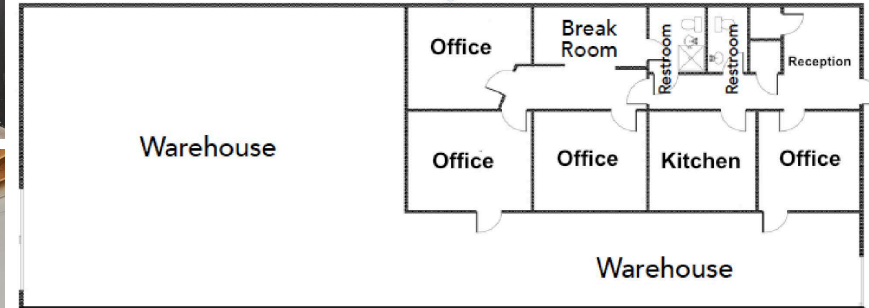 Office
Break
Room
Restroom
Restroom
Reception
Warehouse
Office
Office
Kitchen
Office
Warehouse